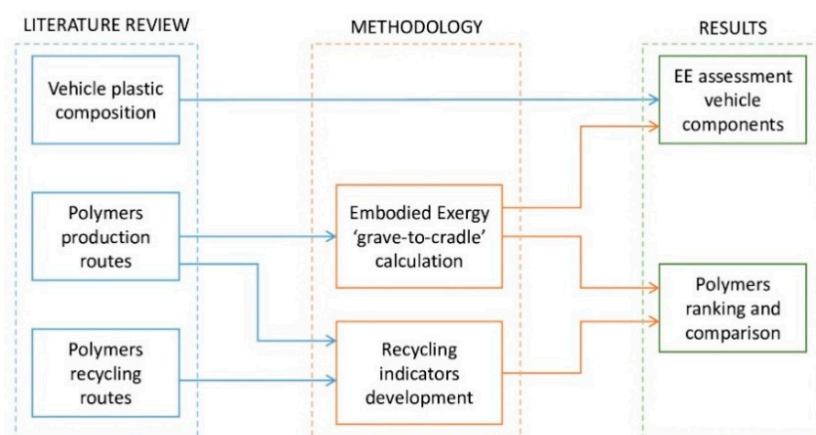 LITERATURE REVIEW
METHODOLOGY
RESULTS
Vehicle plastic
composition
EE assessment
vehicle
components
Polymers
production
routes
Embodied Exergy
'grave-to-cradle'
calculation
Polymers
ranking and
comparison
Polymers
recycling
routes
Recycling
indicators
development